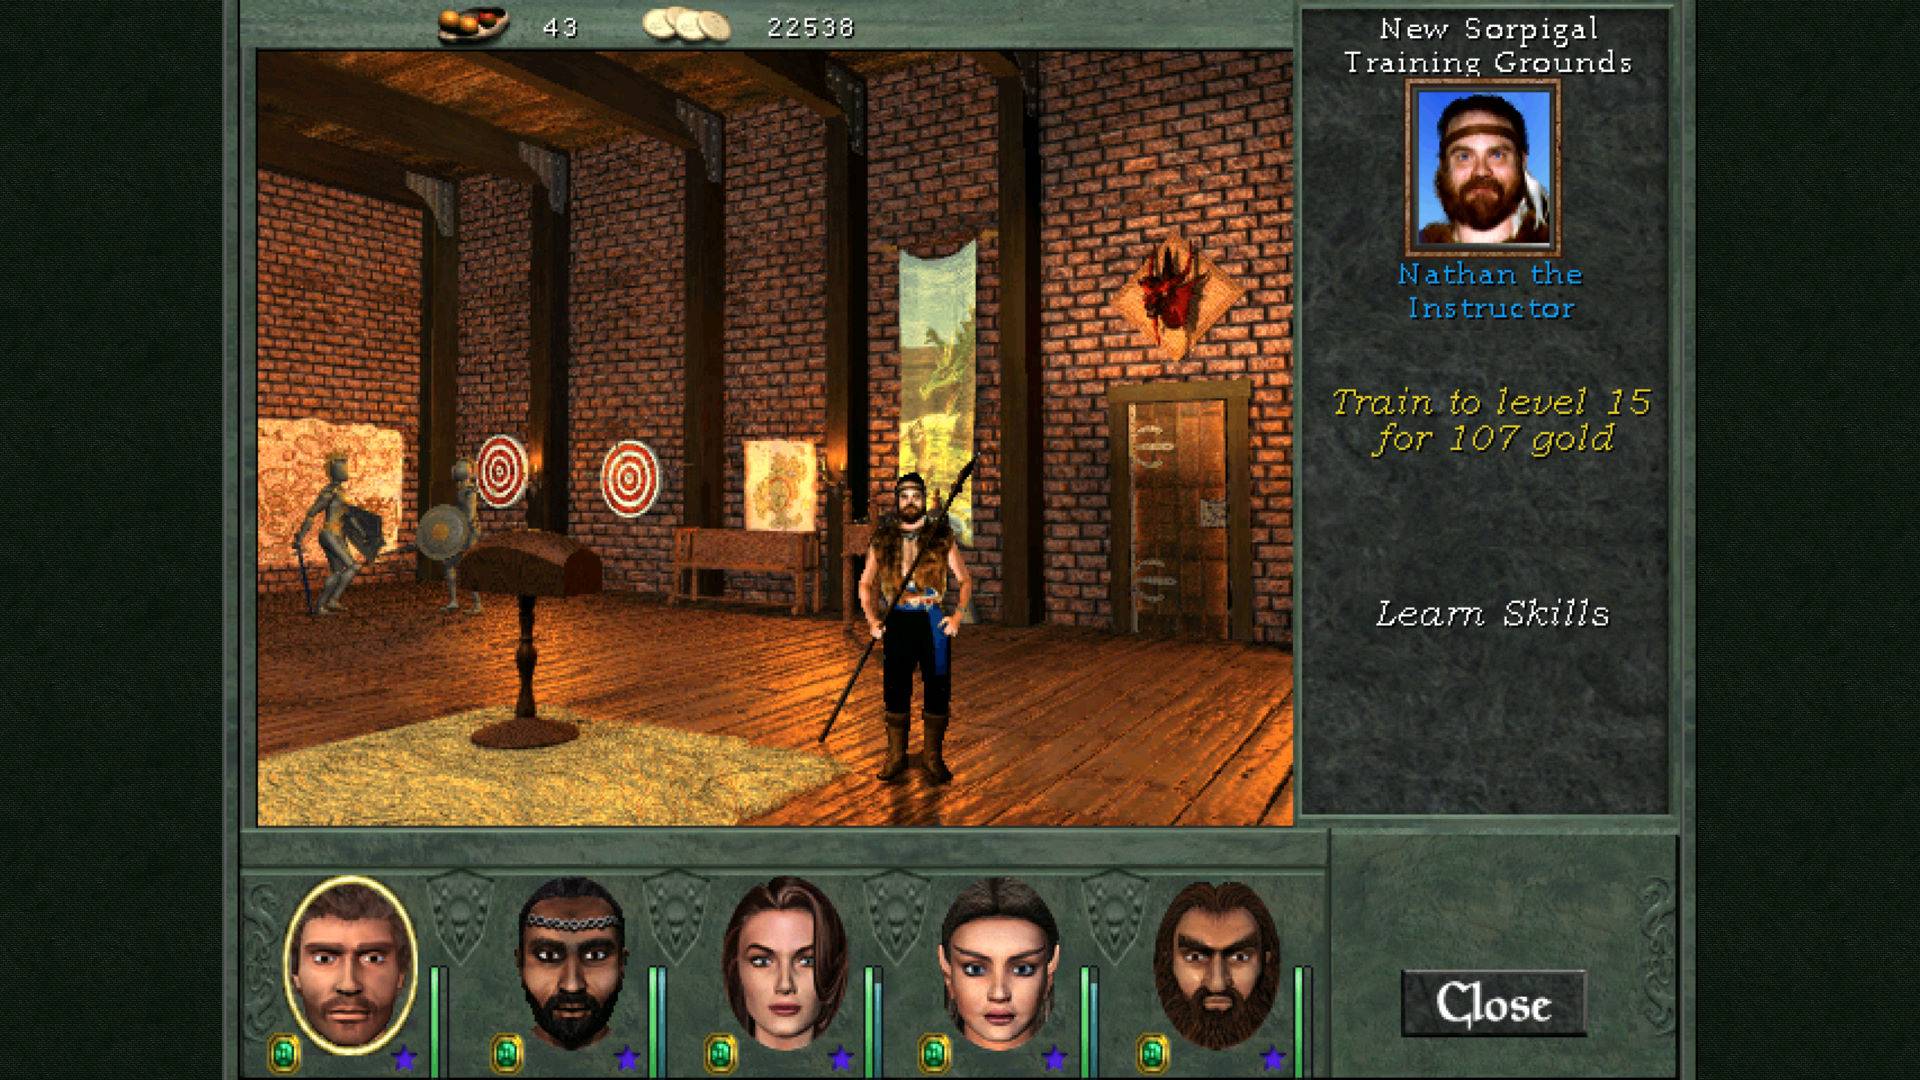 43 22538
New Sorpigal
Training Grounds
Nathan the
Instructor
Train to level 15
for 107 gold
Learn Skills
Close